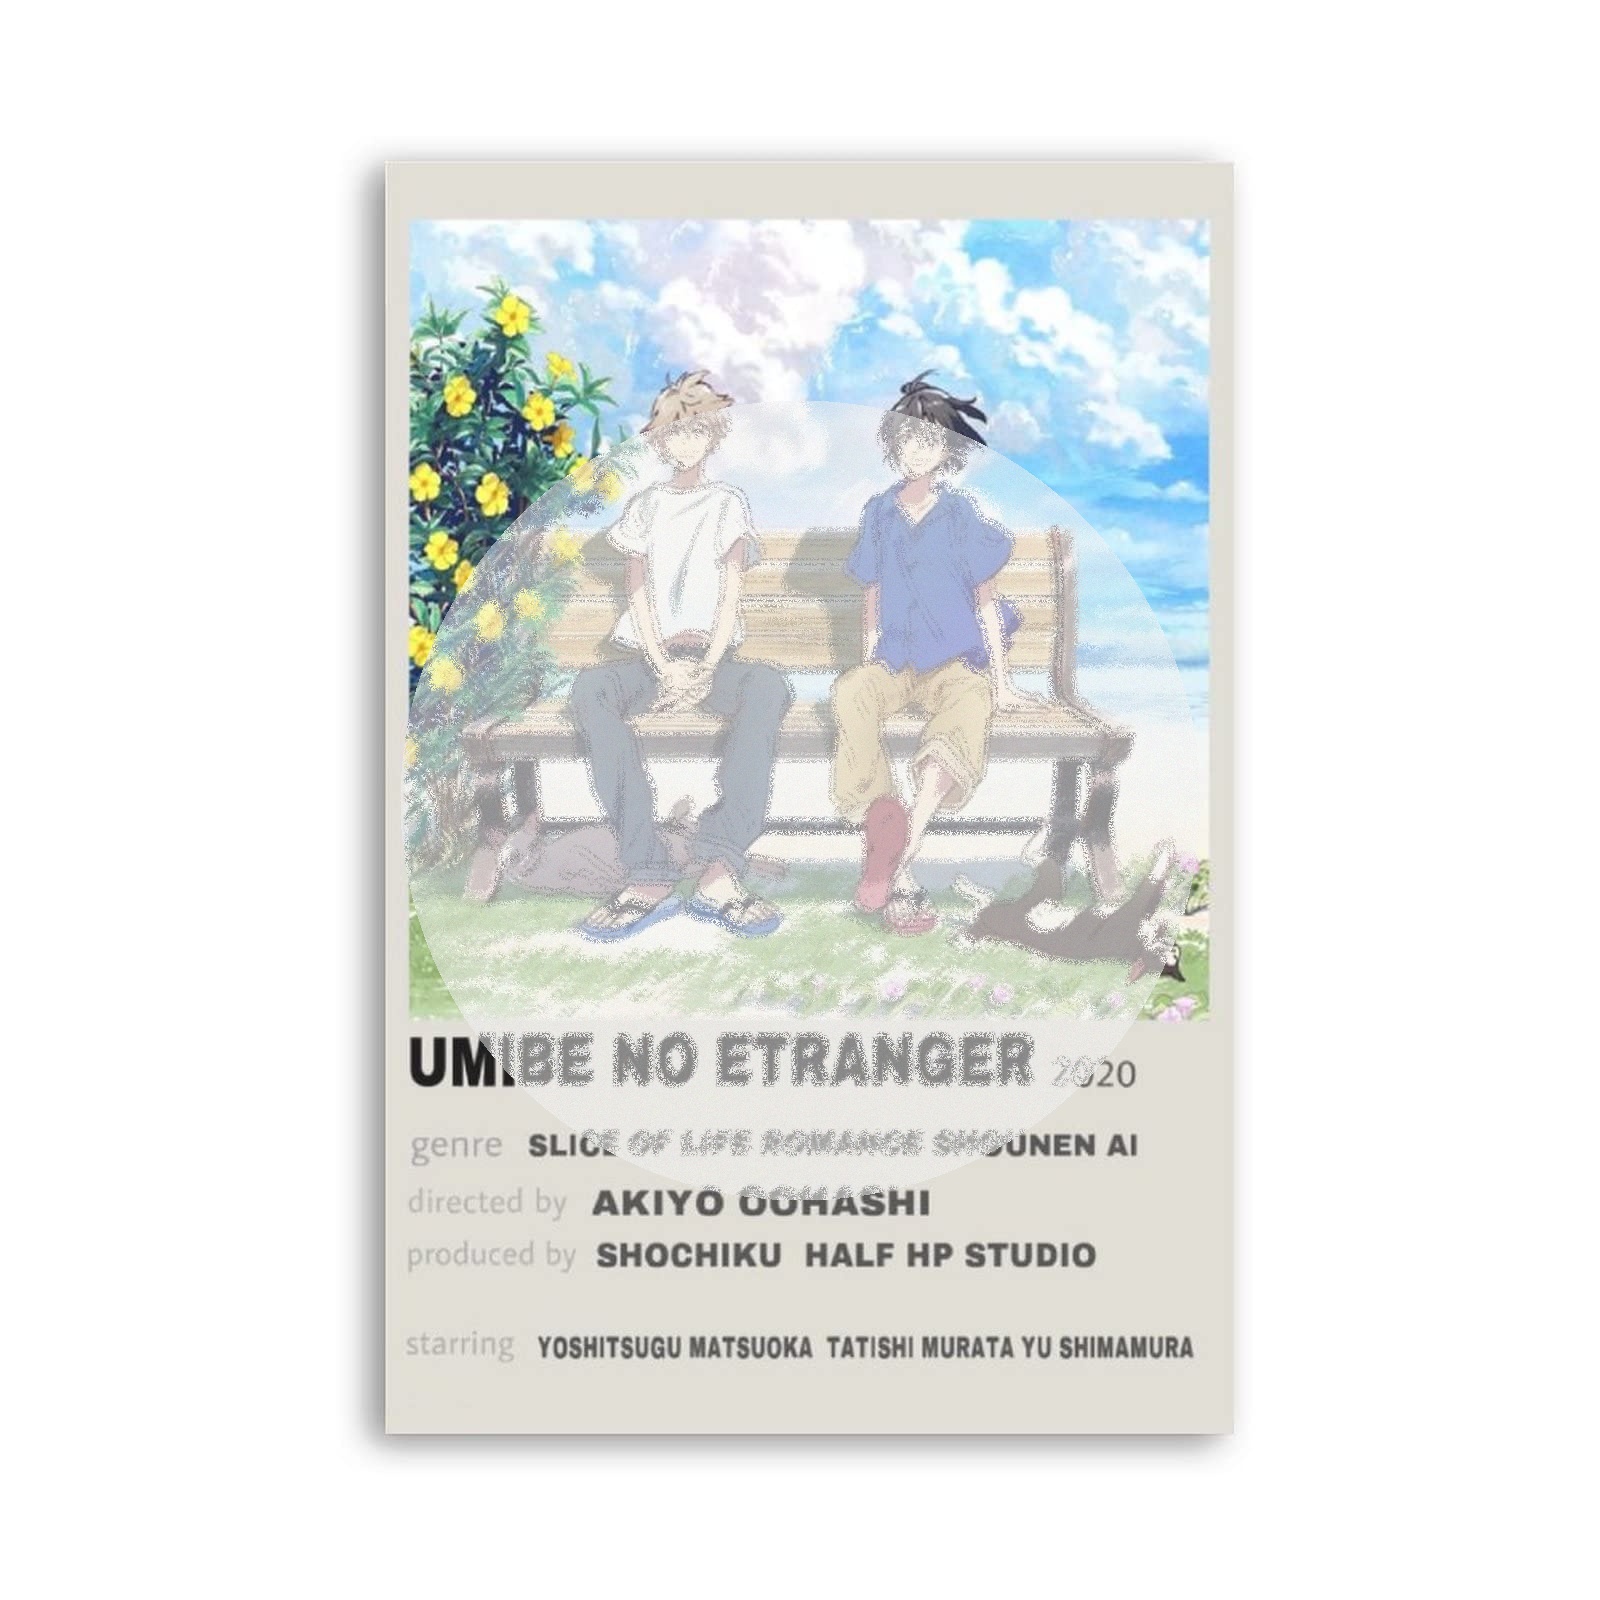 UMIBE NO ETRANGER 2020
genre SLICE OF LIFE ROMANCE SHOUNEN AI
directed by AKIYO OOHASHI
produced by SHOCHIKU HALF HP STUDIO
starring YOSHITSUGU MATSUOKA TATISHI MURATA YU SHIMAMURA